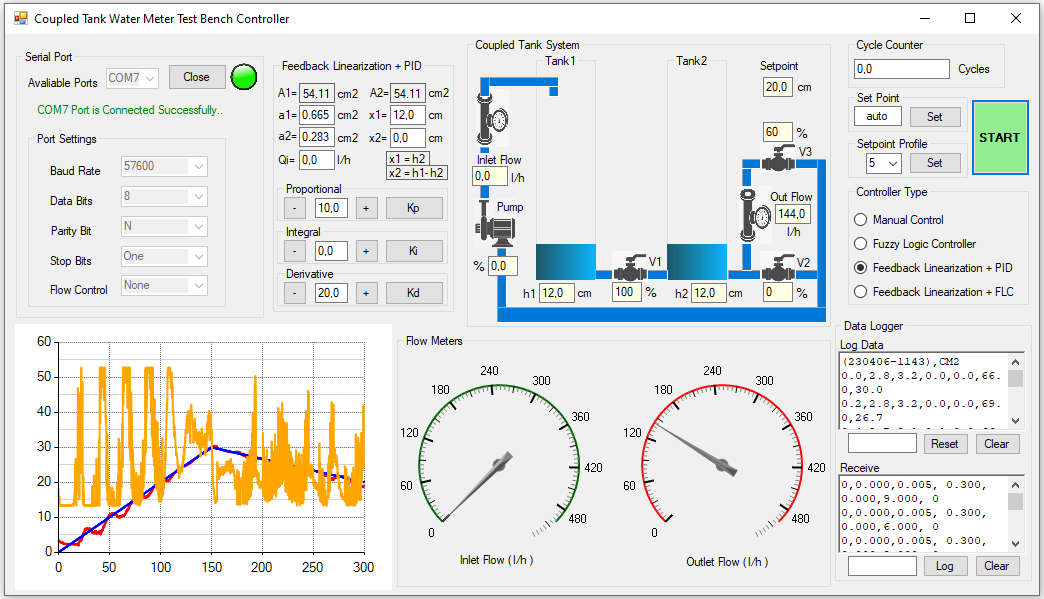 Coupled Tank Water Meter Test Bench Controller
Serial Port
Avaliable Ports COM7 Close
COM7 Port is Connected Successfully..
Port Settings
Baud Rate 57600
Data Bits 8
Parity Bit N
Stop Bits One
Flow Control None
Feedback Linearization + PID
A1= 54.11 cm2 A2= 54.11 cm2
a1= 0.665 cm2 x1= 12,0 cm
a2= 0.283 cm2 x2= 0,0 cm
Qi= 0,0 l/h x1 = h2
x2 = h1- h2
Proportional
- 10,0 + Kp
Integral
- 0,0 + Ki
Derivative
- 20,0 + Kd
Coupled Tank System
Tank1 Tank2
Setpoint
20,0 cm
60 %
V3
Inlet Flow
0,0 l/h
Pump
% 0,0
Out Flow
144,0
l/h
V1
V2
h1 12,0 cm 100 % h2 12,0 cm 0 %
Cycle Counter
0,0 Cycles
Set Point
auto Set
Setpoint Profile
5 Set
START
Controller Type
Manual Control
Fuzzy Logic Controller
Feedback Linearization + PID
Feedback Linearization + FLC
60
50
40
30
20
10
0
0 50 100 150 200 250 300
Flow Meters
0 60 120 180 240 300 360 420 480
Inlet Flow ( l/h )
0 60 120 180 240 300 360 420 480
Outlet Flow ( l/h )
Data Logger
Log Data
(230406-1143),CM2
0.0,2.8,3.2,0.0,0.0,66.
0,30.0
0.2,2.8,3.2,0.0,0.0,69.
0,26.7
Reset Clear
Receive
0,0.000,0.005, 0.300,
0.000,9.000, 0
0,0.000,0.005, 0.300,
0.000,6.000, 0
0,0.000,0.005, 0.300,
Log Clear